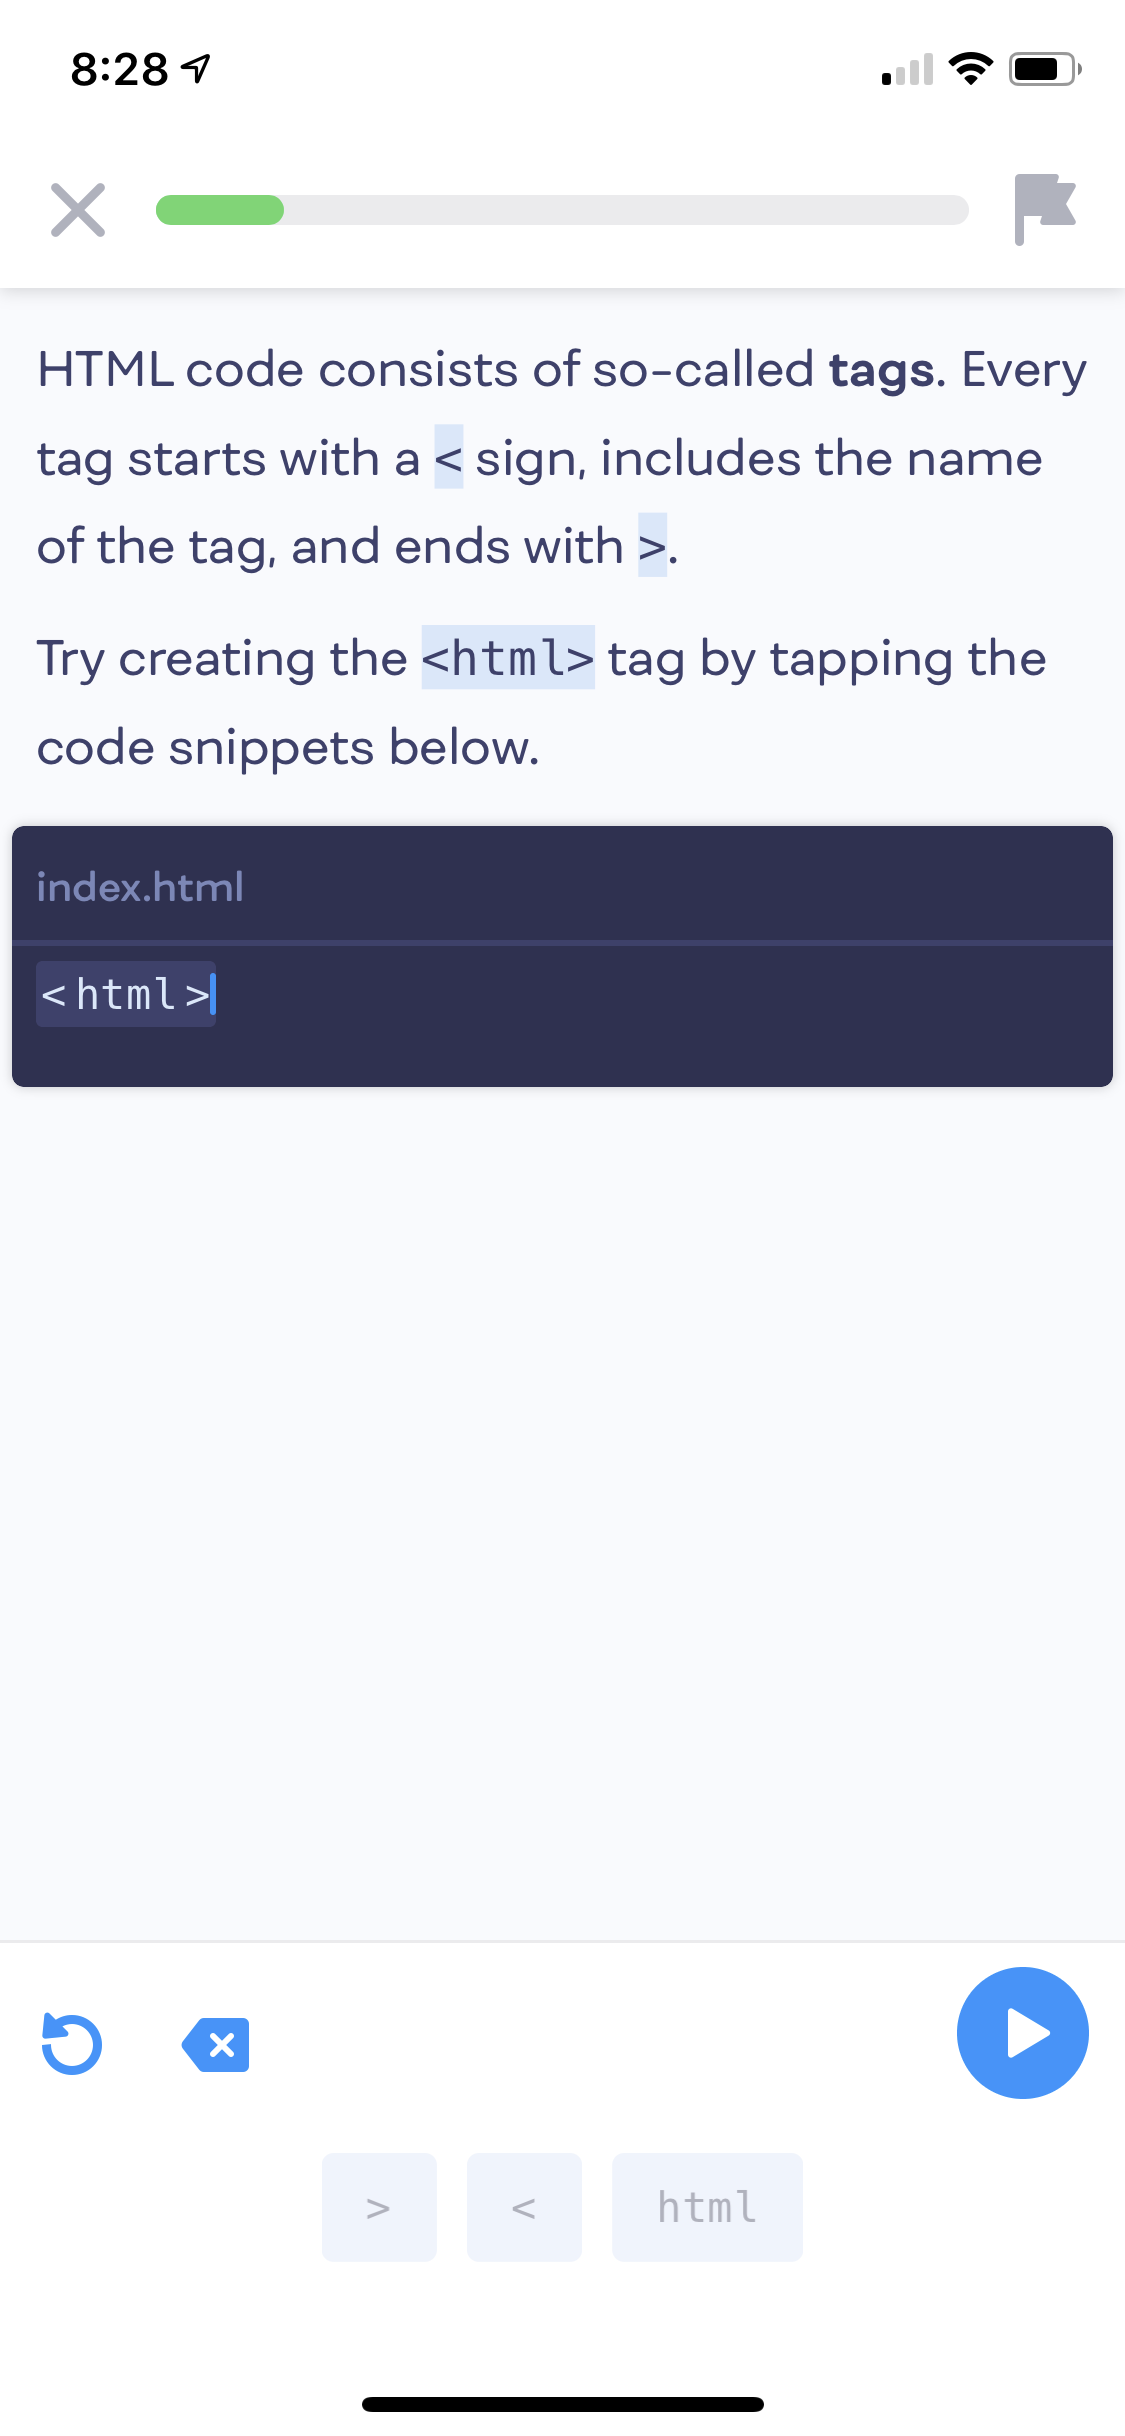 8:28
HTML code consists of so-called tags. Every
tag starts with a < sign, includes the name
of the tag, and ends with >.
Try creating the <html> tag by tapping the
code snippets below.
index.html
<html>
> < html